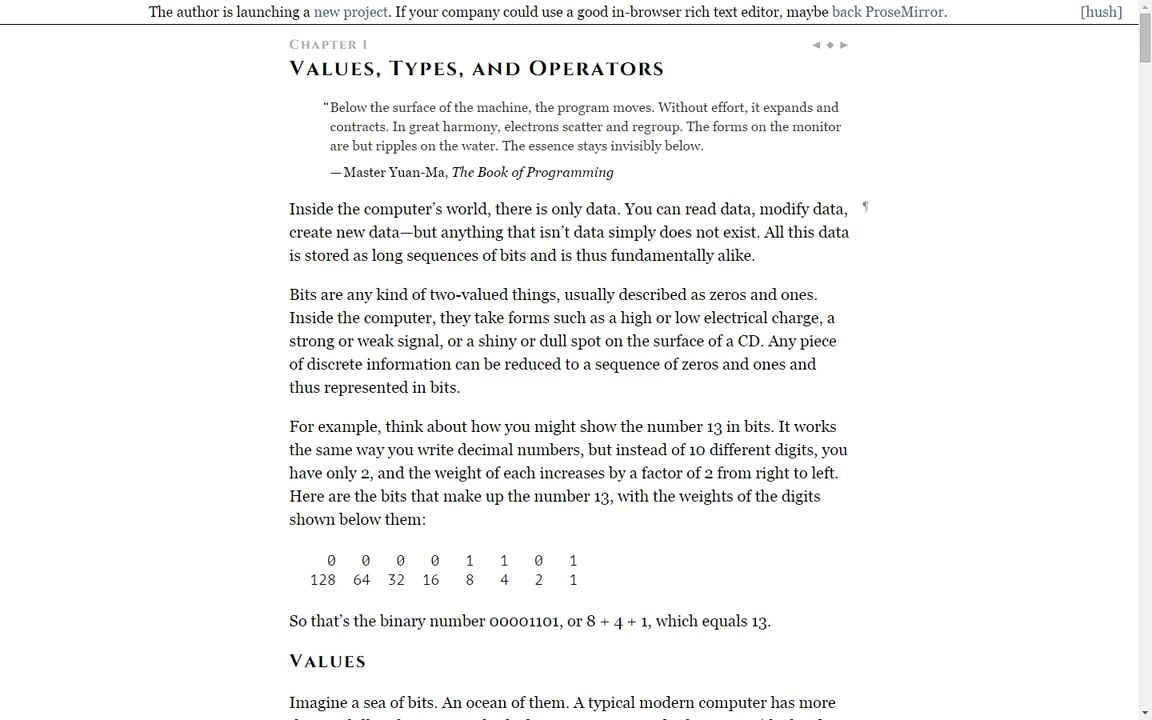 The author is launching a new project. If your company could use a good in-browser rich text editor, maybe back ProseMirror. [hush]
Chapter 1 ◂ ◆ ▸
Values, Types, and Operators
“Below the surface of the machine, the program moves. Without effort, it expands and
contracts. In great harmony, electrons scatter and regroup. The forms on the monitor
are but ripples on the water. The essence stays invisibly below.
— Master Yuan-Ma, The Book of Programming
Inside the computer’s world, there is only data. You can read data, modify data, ¶
create new data—but anything that isn’t data simply does not exist. All this data
is stored as long sequences of bits and is thus fundamentally alike.
Bits are any kind of two-valued things, usually described as zeros and ones.
Inside the computer, they take forms such as a high or low electrical charge, a
strong or weak signal, or a shiny or dull spot on the surface of a CD. Any piece
of discrete information can be reduced to a sequence of zeros and ones and
thus represented in bits.
For example, think about how you might show the number 13 in bits. It works
the same way you write decimal numbers, but instead of 10 different digits, you
have only 2, and the weight of each increases by a factor of 2 from right to left.
Here are the bits that make up the number 13, with the weights of the digits
shown below them:
0 0 0 0 1 1 0 1
128 64 32 16 8 4 2 1
So that’s the binary number 00001101, or 8 + 4 + 1, which equals 13.
Values
Imagine a sea of bits. An ocean of them. A typical modern computer has more